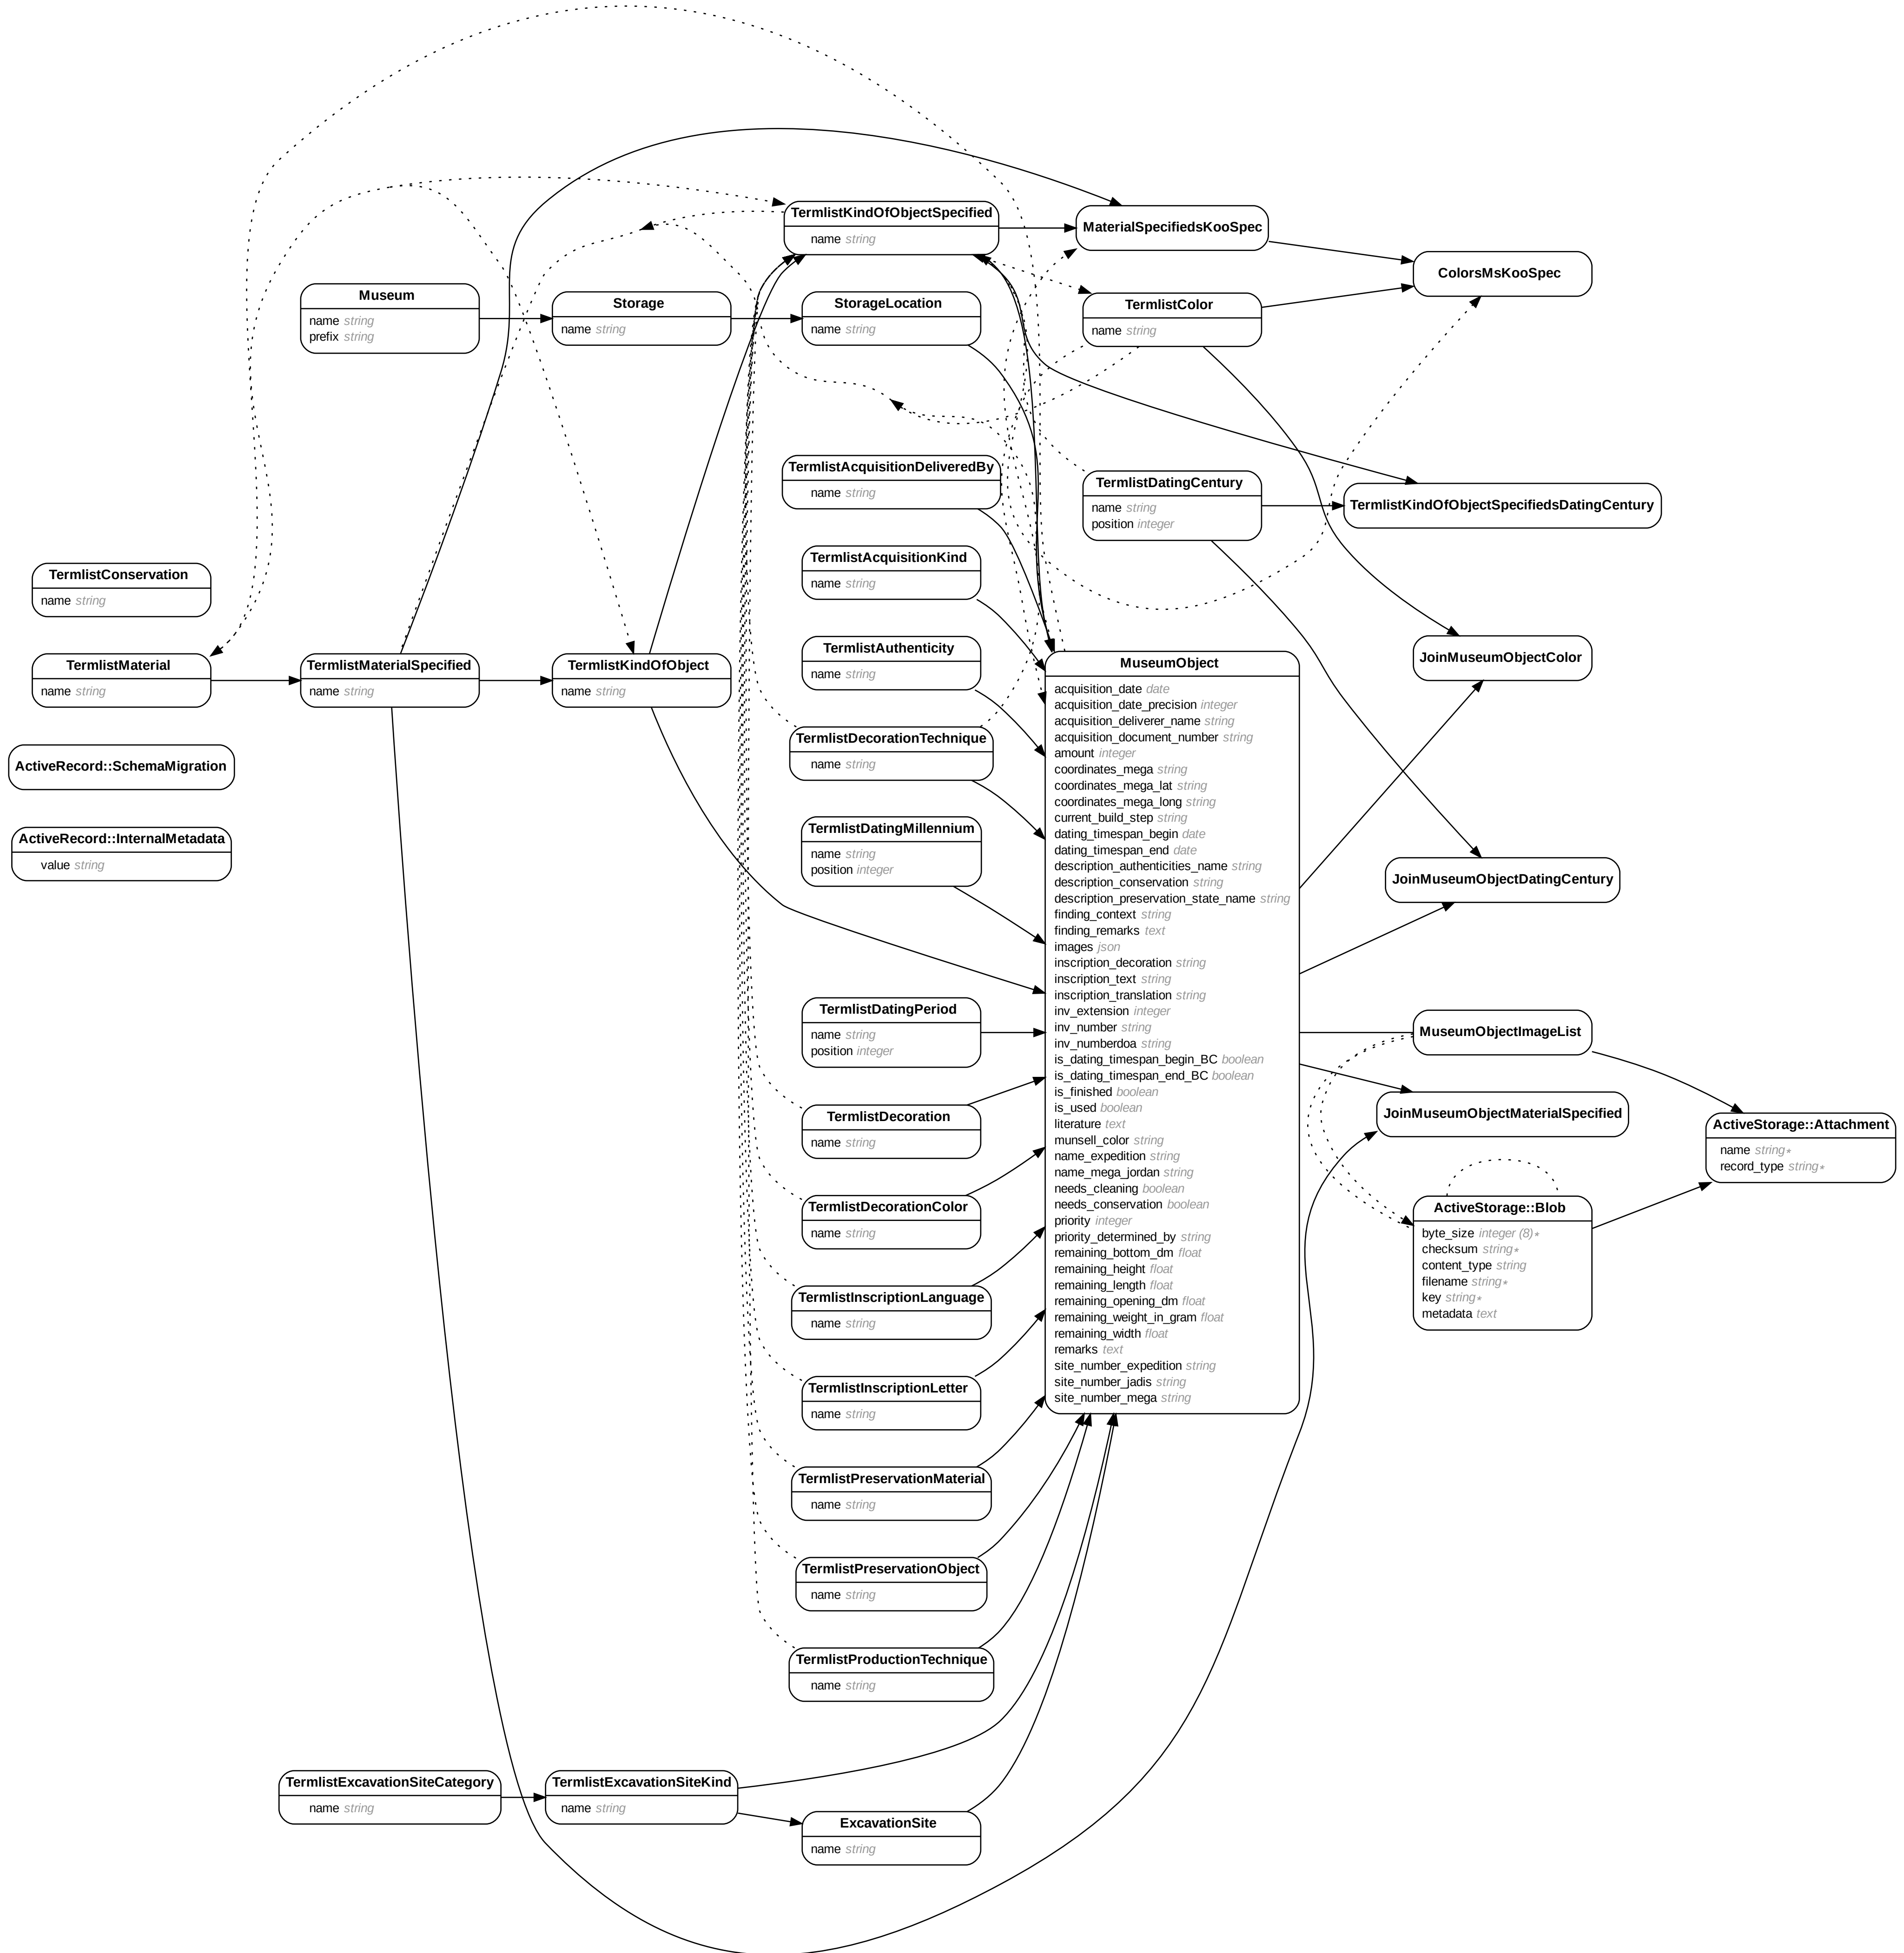 TermlistKindOfObjectSpecified
name string
MaterialSpecifiedsKooSpec
ColorsMsKooSpec
Museum
name string
prefix string
Storage
name string
StorageLocation
name string
TermlistColor
name string
TermlistAcquisitionDeliveredBy
name string
TermlistDatingCentury
name string
position integer
TermlistKindOfObjectSpecifiedsDatingCentury
TermlistAcquisitionKind
name string
TermlistConservation
name string
TermlistAuthenticity
name string
JoinMuseumObjectColor
TermlistMaterial
name string
TermlistMaterialSpecified
name string
TermlistKindOfObject
name string
MuseumObject
acquisition_date date
acquisition_date_precision integer
acquisition_deliverer_name string
acquisition_document_number string
amount integer
coordinates_mega string
coordinates_mega_lat string
coordinates_mega_long string
current_build_step string
dating_timespan_begin date
dating_timespan_end date
description_authenticities_name string
description_conservation string
description_preservation_state_name string
finding_context string
finding_remarks text
images json
inscription_decoration string
inscription_text string
inscription_translation string
inv_extension integer
inv_number string
inv_numberdoa string
is_dating_timespan_begin_BC boolean
is_dating_timespan_end_BC boolean
is_finished boolean
is_used boolean
literature text
munsell_color string
name_expedition string
name_mega_jordan string
needs_cleaning boolean
needs_conservation boolean
priority integer
priority_determined_by string
remaining_bottom_dm float
remaining_height float
remaining_length float
remaining_opening_dm float
remaining_weight_in_gram float
remaining_width float
remarks text
site_number_expedition string
site_number_jadis string
site_number_mega string
TermlistDecorationTechnique
name string
ActiveRecord::SchemaMigration
TermlistDatingMillennium
name string
position integer
ActiveRecord::InternalMetadata
value string
JoinMuseumObjectDatingCentury
TermlistDatingPeriod
name string
position integer
MuseumObjectImageList
TermlistDecoration
name string
JoinMuseumObjectMaterialSpecified
ActiveStorage::Attachment
name string∗
record_type string∗
TermlistDecorationColor
name string
ActiveStorage::Blob
byte_size integer (8)∗
checksum string∗
content_type string
filename string∗
key string∗
metadata text
TermlistInscriptionLanguage
name string
TermlistInscriptionLetter
name string
TermlistPreservationMaterial
name string
TermlistPreservationObject
name string
TermlistProductionTechnique
name string
TermlistExcavationSiteCategory
name string
TermlistExcavationSiteKind
name string
ExcavationSite
name string